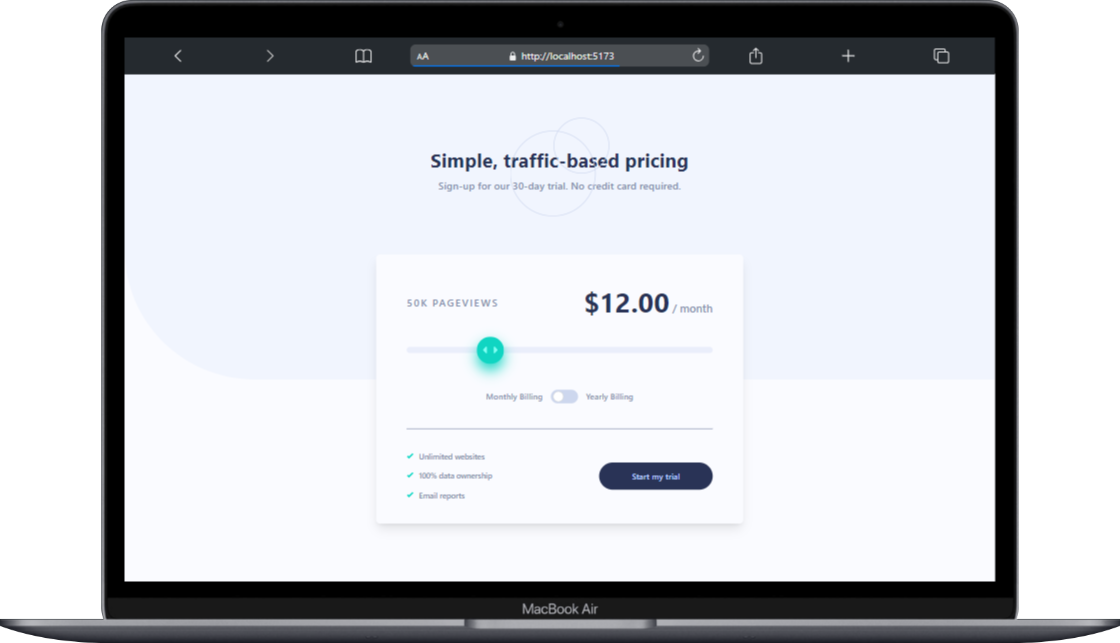 AA http://localhost:5173
Simple, traffic-based pricing
Sign-up for our 30-day trial. No credit card required.
50K PAGEVIEWS $12.00 / month
Monthly Billing Yearly Billing
Unlimited websites
100% data ownership
Start my trial
Email reports
MacBook Air